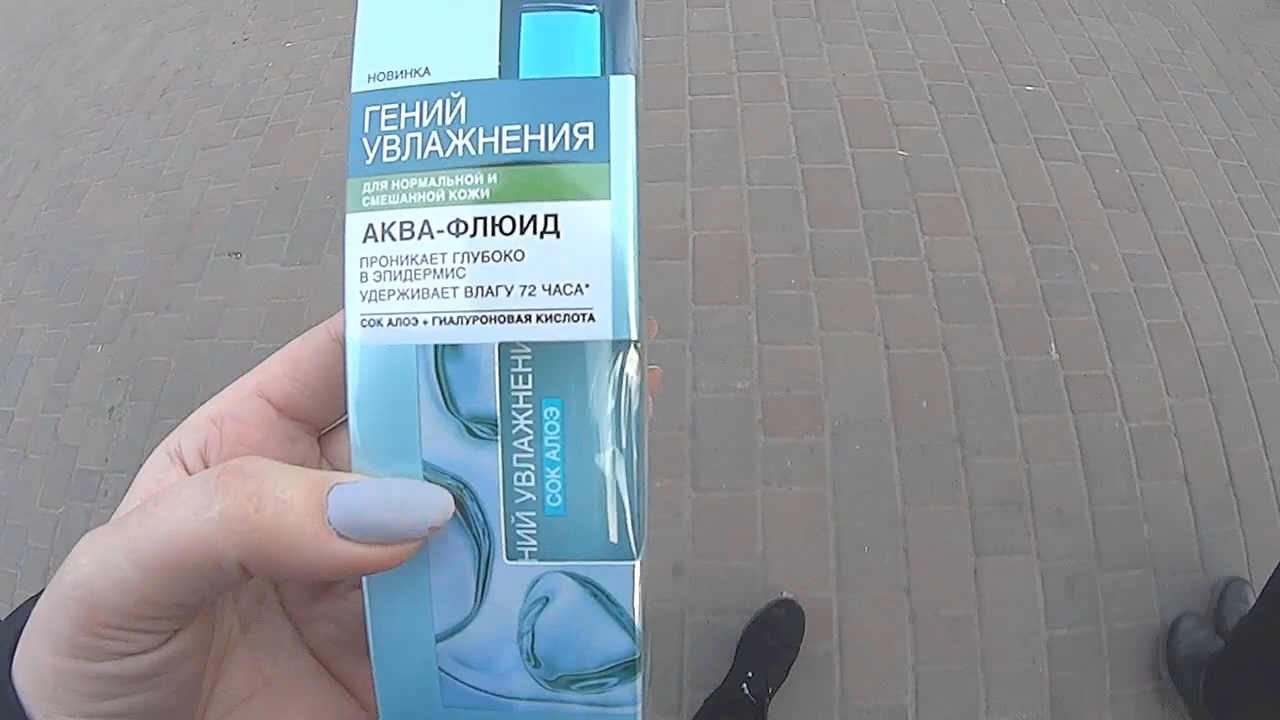 НОВИНКА
ГЕНИЙ
УВЛАЖНЕНИЯ
ДЛЯ НОРМАЛЬНОЙ И
СМЕШАННОЙ КОЖИ
АКВА-ФЛЮИД
ПРОНИКАЕТ ГЛУБОКО
В ЭПИДЕРМИС
УДЕРЖИВАЕТ ВЛАГУ 72 ЧАСА*
СОК АЛОЭ + ГИАЛУРОНОВАЯ КИСЛОТА
НИЙ УВЛАЖНЕНИ
СОК АЛОЭ